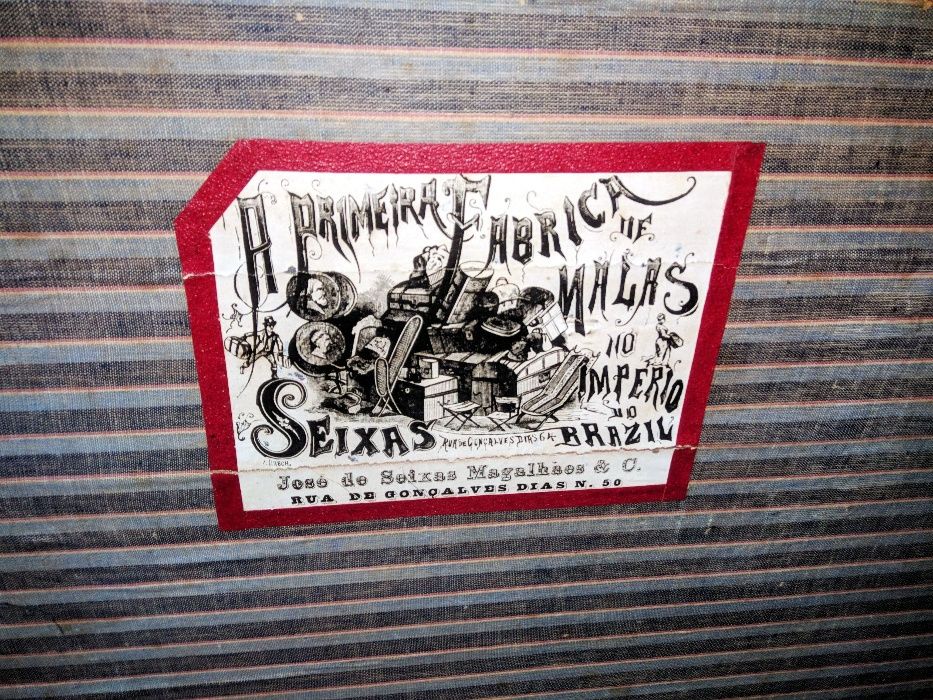 A PRIMEIRA FABRICA
DE
MALAS
NO
IMPERIO
DO
BRAZIL
SEIXAS
RUA DE GONÇALVES DIAS 64
José de Seixas Magalhães & C.
RUA DE GONÇALVES DIAS N. 50